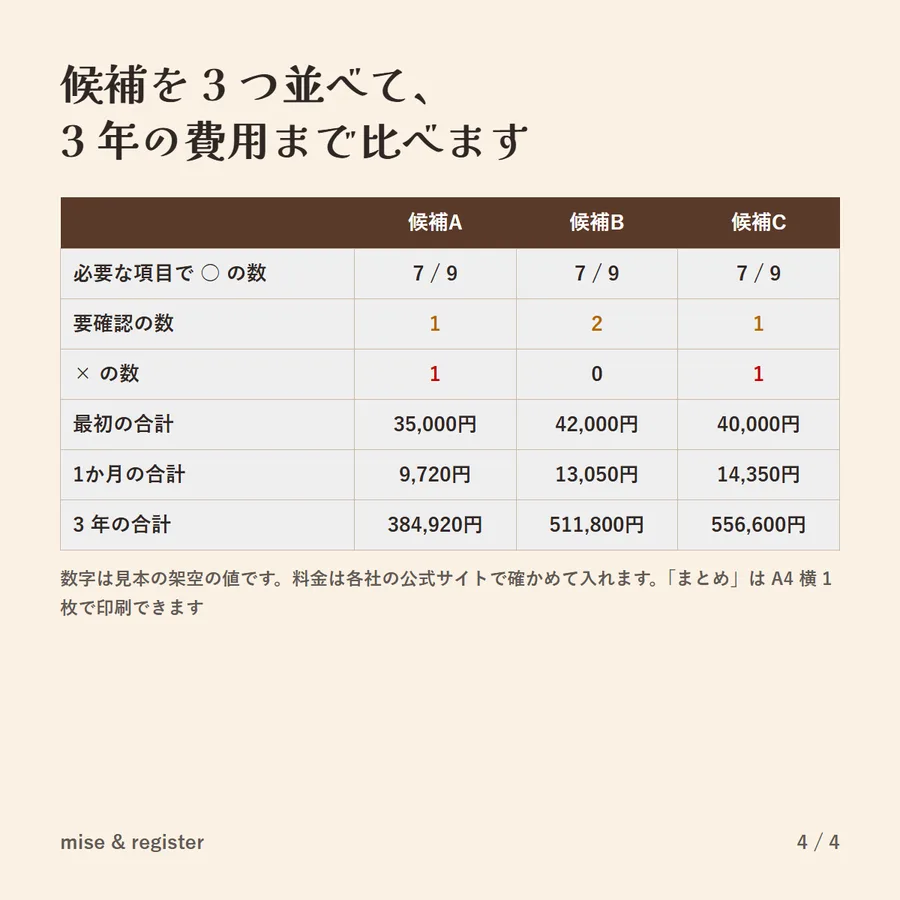 候補を 3 つ並べて、
3 年の費用まで比べます
候補A 候補B 候補C
必要な項目で ○ の数 7 / 9 7 / 9 7 / 9
要確認の数 1 2 1
× の数 1 0 1
最初の合計 35,000円 42,000円 40,000円
1か月の合計 9,720円 13,050円 14,350円
3 年の合計 384,920円 511,800円 556,600円
数字は見本の架空の値です。料金は各社の公式サイトで確かめて入れます。「まとめ」は A4 横 1
枚で印刷できます
mise & register 4 / 4